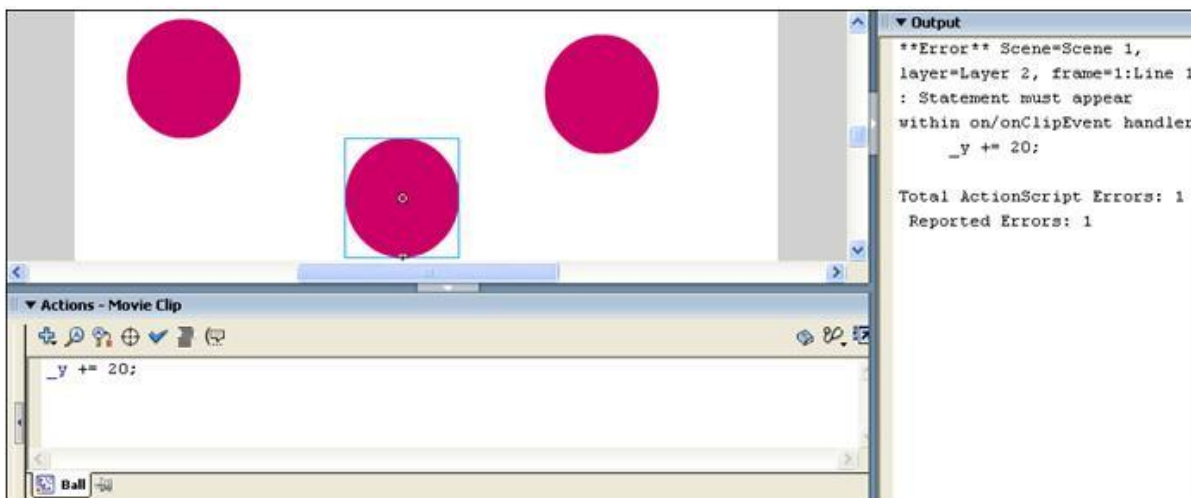 Output
**Error** Scene=Scene 1,
layer=Layer 2, frame=1:Line 1
: Statement must appear
within on/onClipEvent handler
_y += 20;
Total ActionScript Errors: 1
Reported Errors: 1
Actions - Movie Clip
_y += 20;
Ball